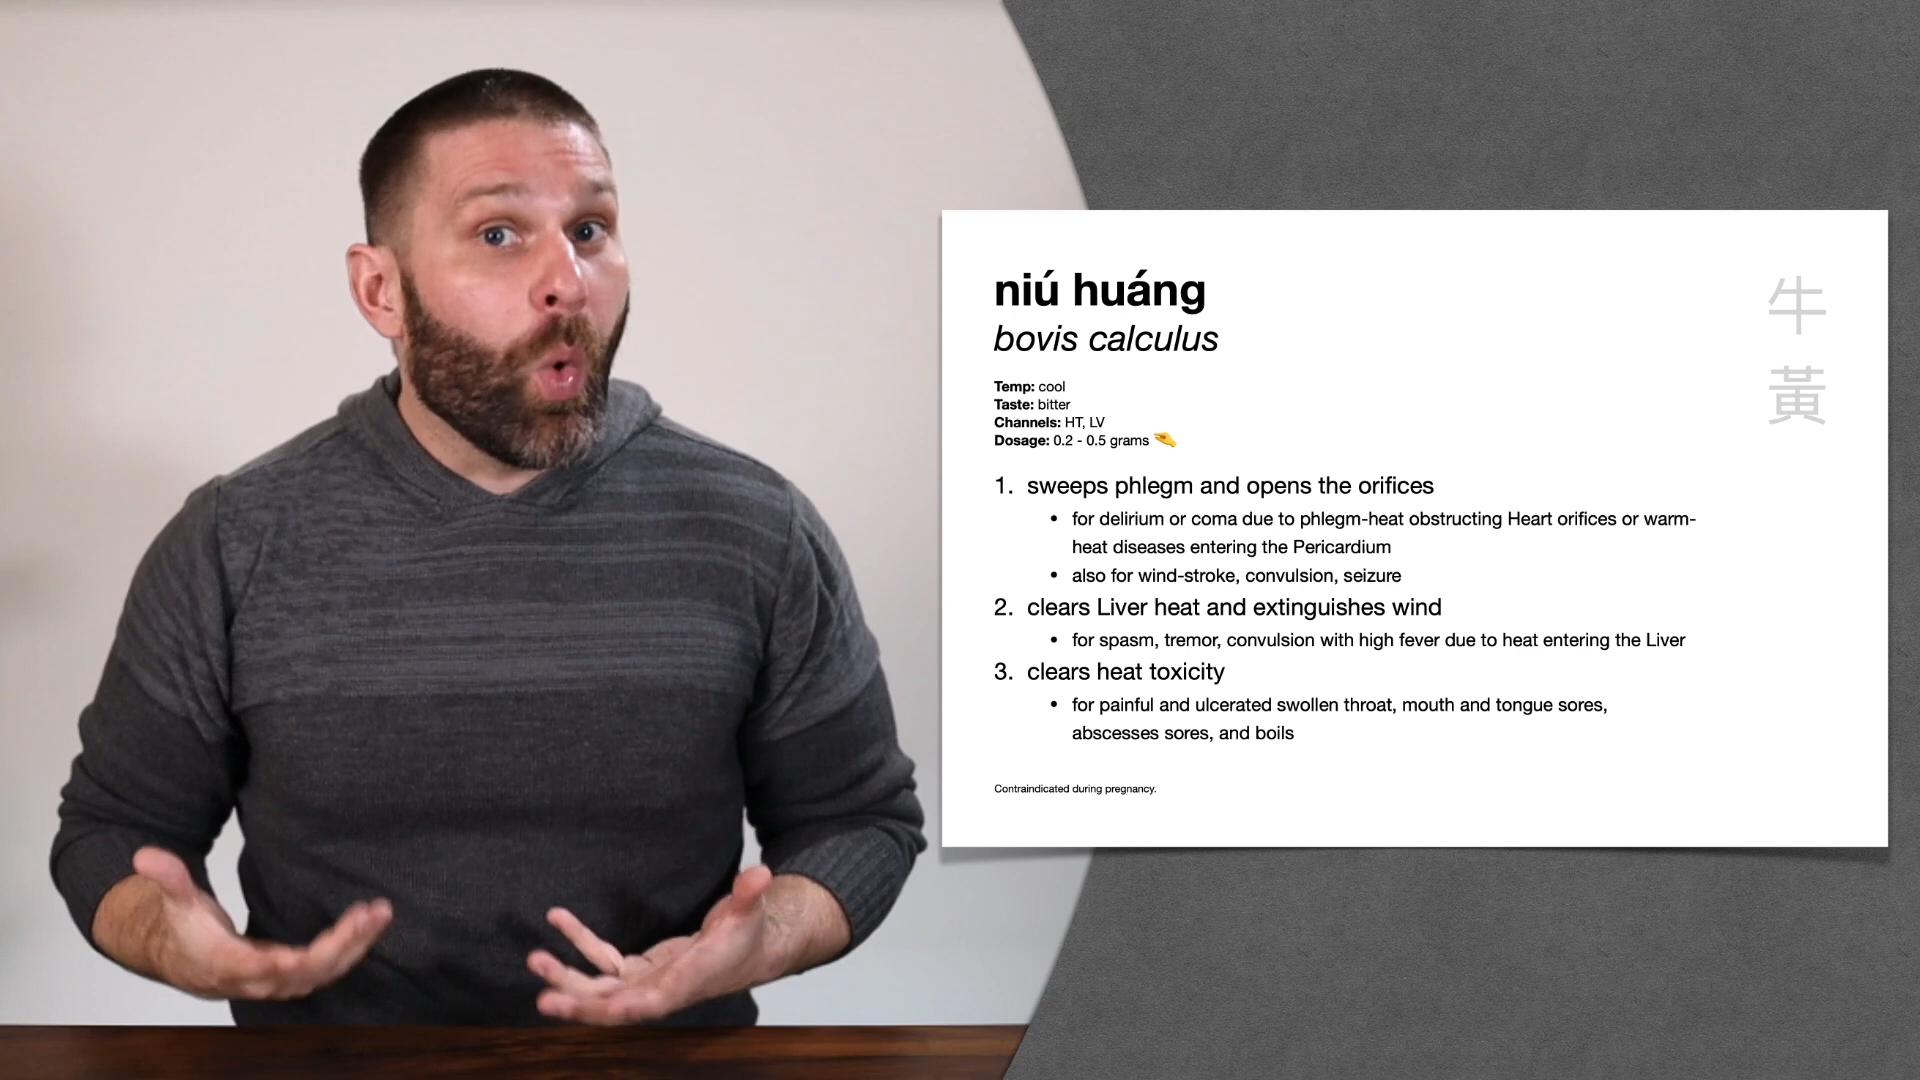 niú huáng
牛
黃
bovis calculus
Temp: cool
Taste: bitter
Channels: HT, LV
Dosage: 0.2 - 0.5 grams 🤏
1. sweeps phlegm and opens the orifices
• for delirium or coma due to phlegm-heat obstructing Heart orifices or warm-
heat diseases entering the Pericardium
• also for wind-stroke, convulsion, seizure
2. clears Liver heat and extinguishes wind
• for spasm, tremor, convulsion with high fever due to heat entering the Liver
3. clears heat toxicity
• for painful and ulcerated swollen throat, mouth and tongue sores,
abscesses sores, and boils
Contraindicated during pregnancy.